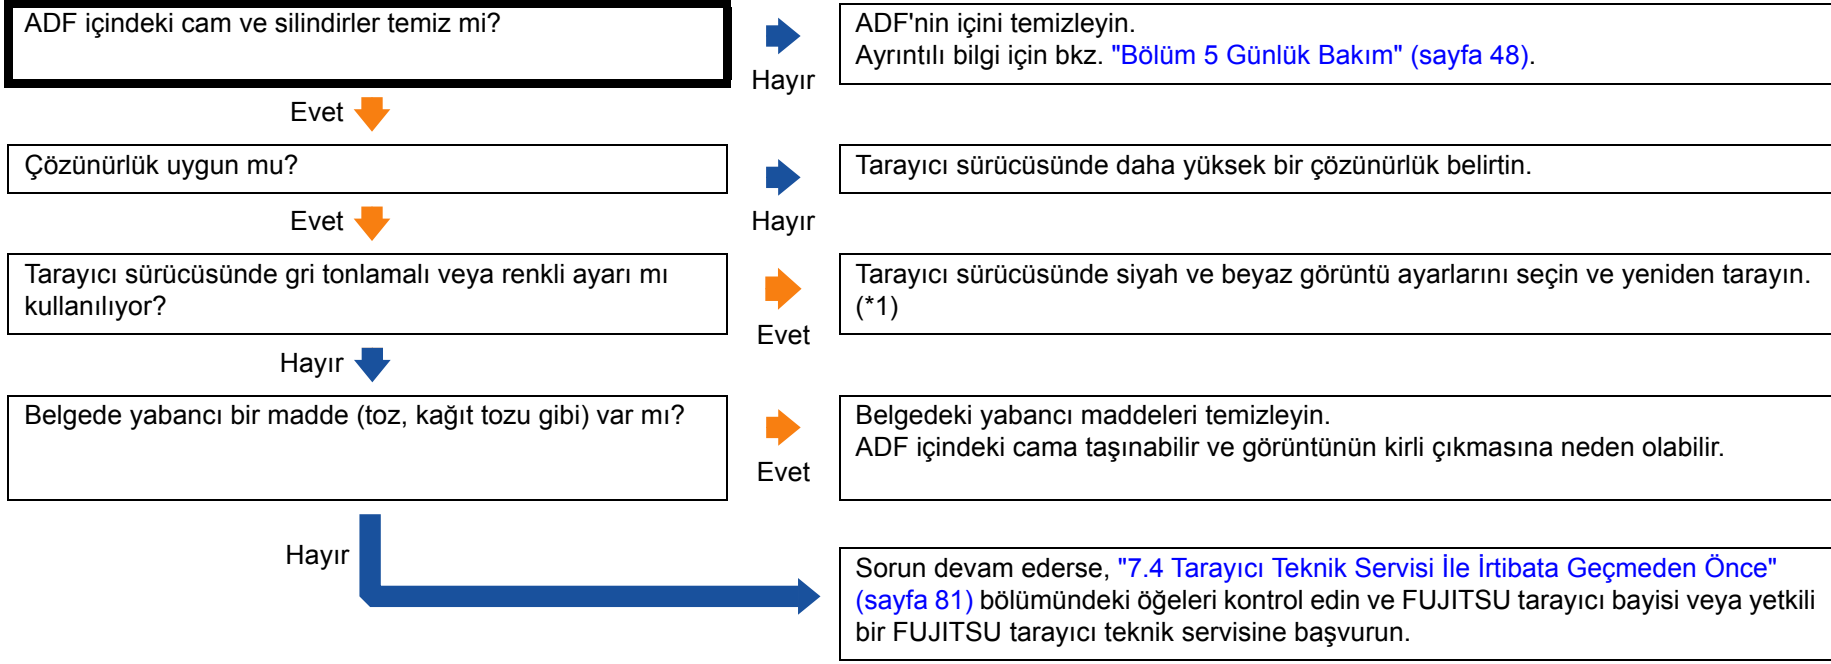 ADF içindeki cam ve silindirler temiz mi?
Hayır
ADF'nin içini temizleyin.
Ayrıntılı bilgi için bkz. "Bölüm 5 Günlük Bakım" (sayfa 48).
Evet
Çözünürlük uygun mu?
Hayır
Tarayıcı sürücüsünde daha yüksek bir çözünürlük belirtin.
Evet
Tarayıcı sürücüsünde gri tonlamalı veya renkli ayarı mı
kullanılıyor?
Evet
Tarayıcı sürücüsünde siyah ve beyaz görüntü ayarlarını seçin ve yeniden tarayın.
(*1)
Hayır
Belgede yabancı bir madde (toz, kağıt tozu gibi) var mı?
Evet
Belgedeki yabancı maddeleri temizleyin.
ADF içindeki cama taşınabilir ve görüntünün kirli çıkmasına neden olabilir.
Hayır
Sorun devam ederse, "7.4 Tarayıcı Teknik Servisi İle İrtibata Geçmeden Önce"
(sayfa 81) bölümündeki öğeleri kontrol edin ve FUJITSU tarayıcı bayisi veya yetkili
bir FUJITSU tarayıcı teknik servisine başvurun.